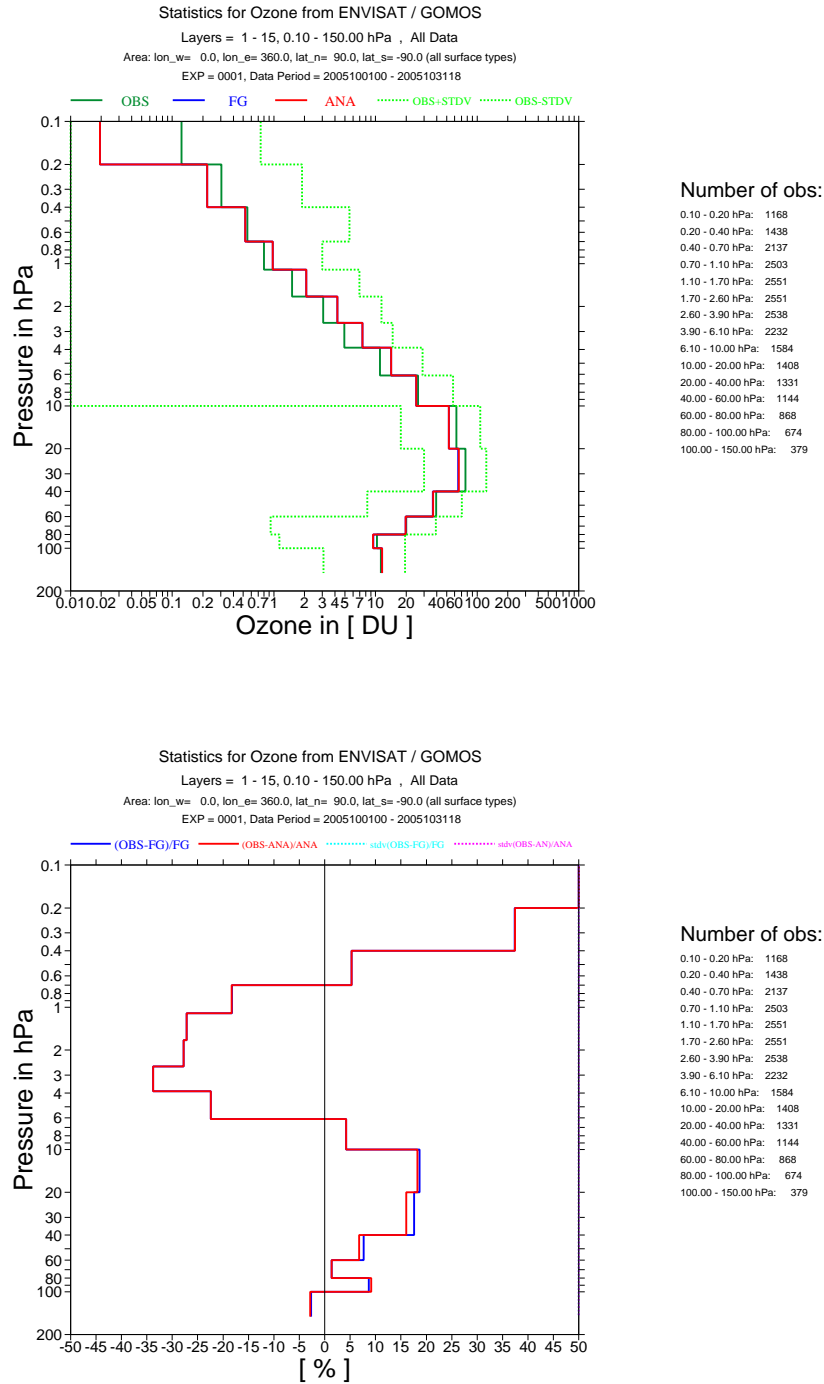 Statistics for Ozone from ENVISAT / GOMOS
Layers = 1 - 15, 0.10 - 150.00 hPa , All Data
Area: lon_w= 0.0, lon_e= 360.0, lat_n= 90.0, lat_s= -90.0 (all surface types)
EXP = 0001, Data Period = 2005100100 - 2005103118
OBS FG ANA OBS+STDV OBS-STDV
0.1
0.2
0.3
0.4
0.6
0.8
1
2
3
4
6
8
10
20
30
40
60
80
100
200
Pressure in hPa
0.01 0.02 0.05 0.1 0.2 0.4 0.7 1 2 3 4 5 7 10 20 40 60 100 200 500 1000
Ozone in [ DU ]
Number of obs:
0.10 - 0.20 hPa: 1168
0.20 - 0.40 hPa: 1438
0.40 - 0.70 hPa: 2137
0.70 - 1.10 hPa: 2503
1.10 - 1.70 hPa: 2551
1.70 - 2.60 hPa: 2551
2.60 - 3.90 hPa: 2538
3.90 - 6.10 hPa: 2232
6.10 - 10.00 hPa: 1584
10.00 - 20.00 hPa: 1408
20.00 - 40.00 hPa: 1331
40.00 - 60.00 hPa: 1144
60.00 - 80.00 hPa: 868
80.00 - 100.00 hPa: 674
100.00 - 150.00 hPa: 379
Statistics for Ozone from ENVISAT / GOMOS
Layers = 1 - 15, 0.10 - 150.00 hPa , All Data
Area: lon_w= 0.0, lon_e= 360.0, lat_n= 90.0, lat_s= -90.0 (all surface types)
EXP = 0001, Data Period = 2005100100 - 2005103118
(OBS-FG)/FG (OBS-ANA)/ANA stdv(OBS-FG)/FG stdv(OBS-AN)/ANA
0.1
0.2
0.3
0.4
0.6
0.8
1
2
3
4
6
8
10
20
30
40
60
80
100
200
Pressure in hPa
-50 -45 -40 -35 -30 -25 -20 -15 -10 -5 0 5 10 15 20 25 30 35 40 45 50
[ % ]
Number of obs:
0.10 - 0.20 hPa: 1168
0.20 - 0.40 hPa: 1438
0.40 - 0.70 hPa: 2137
0.70 - 1.10 hPa: 2503
1.10 - 1.70 hPa: 2551
1.70 - 2.60 hPa: 2551
2.60 - 3.90 hPa: 2538
3.90 - 6.10 hPa: 2232
6.10 - 10.00 hPa: 1584
10.00 - 20.00 hPa: 1408
20.00 - 40.00 hPa: 1331
40.00 - 60.00 hPa: 1144
60.00 - 80.00 hPa: 868
80.00 - 100.00 hPa: 674
100.00 - 150.00 hPa: 379